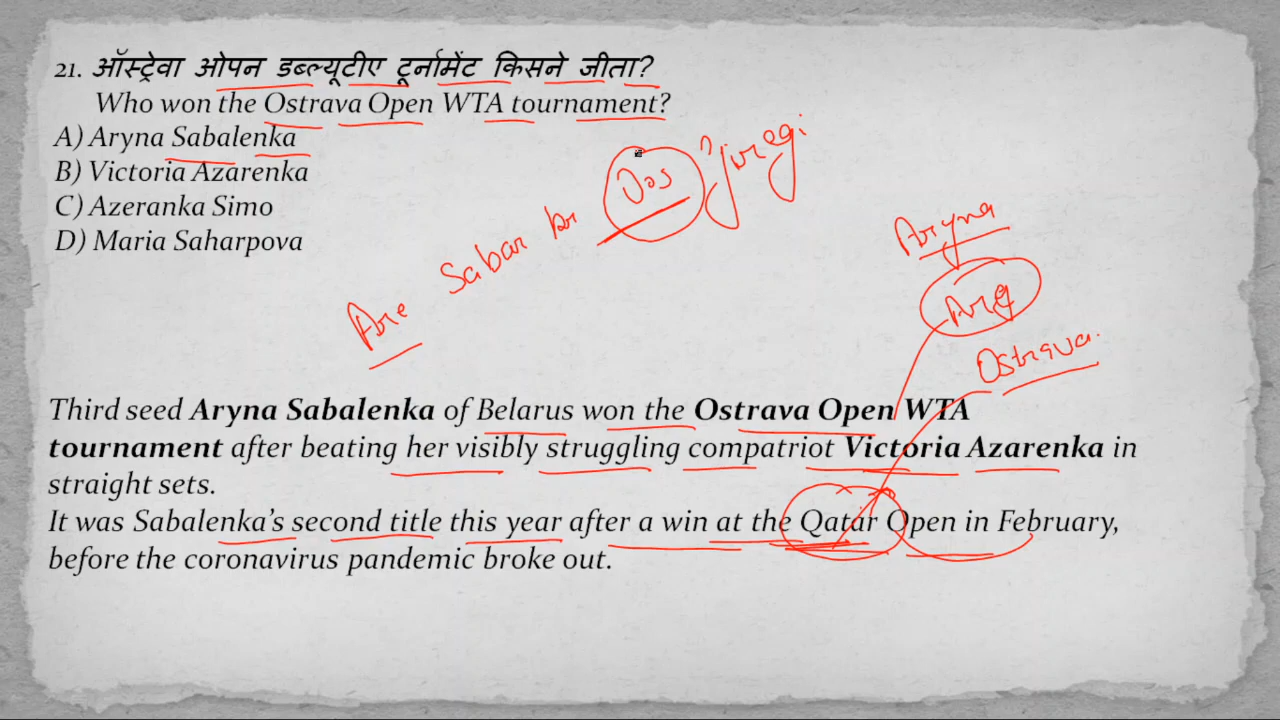 21. ऑस्ट्रेवा ओपन डब्ल्यूटीए टूर्नामेंट किसने जीता?
Who won the Ostrava Open WTA tournament?
A) Aryna Sabalenka
B) Victoria Azarenka
C) Azeranka Simo
D) Maria Saharpova
Are Sabar kr
Aryna
Ostrava.
Third seed Aryna Sabalenka of Belarus won the Ostrava Open WTA
tournament after beating her visibly struggling compatriot Victoria Azarenka in
straight sets.
It was Sabalenka's second title this year after a win at the Qatar Open in February,
before the coronavirus pandemic broke out.